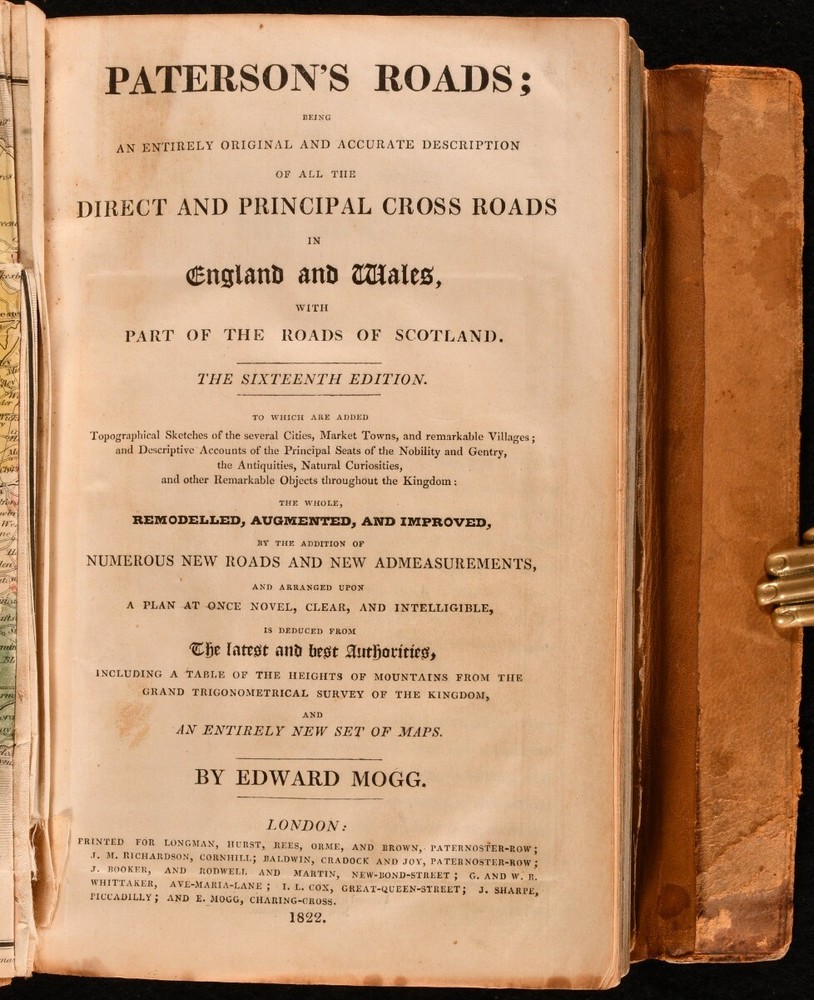 PATERSON'S ROADS;
BEING
AN ENTIRELY ORIGINAL AND ACCURATE DESCRIPTION
OF ALL THE
DIRECT AND PRINCIPAL CROSS ROADS
IN
England and Wales,
WITH
PART OF THE ROADS OF SCOTLAND.
THE SIXTEENTH EDITION.
TO WHICH ARE ADDED
Topographical Sketches of the several Cities, Market Towns, and remarkable Villages;
and Descriptive Accounts of the Principal Seats of the Nobility and Gentry,
the Antiquities, Natural Curiosities,
and other Remarkable Objects throughout the Kingdom:
THE WHOLE,
REMODELLED, AUGMENTED, AND IMPROVED,
BY THE ADDITION OF
NUMEROUS NEW ROADS AND NEW ADMEASUREMENTS,
AND ARRANGED UPON
A PLAN AT ONCE NOVEL, CLEAR, AND INTELLIGIBLE,
IS DEDUCED FROM
The latest and best Authorities,
INCLUDING A TABLE OF THE HEIGHTS OF MOUNTAINS FROM THE
GRAND TRIGONOMETRICAL SURVEY OF THE KINGDOM,
AND
AN ENTIRELY NEW SET OF MAPS.
BY EDWARD MOGG.
LONDON:
PRINTED FOR LONGMAN, HURST, REES, ORME, AND BROWN, PATERNOSTER-ROW;
J. M. RICHARDSON, CORNHILL; BALDWIN, CRADOCK AND JOY, PATERNOSTER-ROW;
J. BOOKER, AND RODWELL AND MARTIN, NEW-BOND-STREET; G. AND W. B.
WHITTAKER, AVE-MARIA-LANE; I. L. COX, GREAT-QUEEN-STREET; J. SHARPE,
PICCADILLY; AND E. MOGG, CHARING-CROSS.
1822.